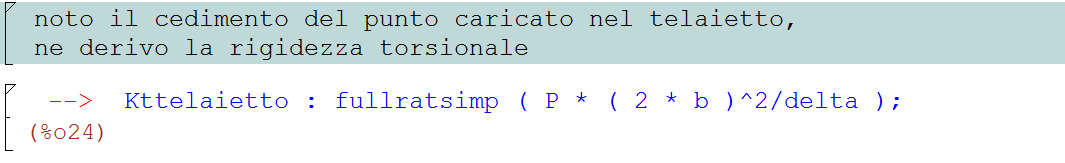 noto il cedimento del punto caricato nel telaietto,
ne derivo la rigidezza torsionale
--> Kttelaietto : fullratsimp ( P * ( 2 * b )^2/delta );
(%o24)